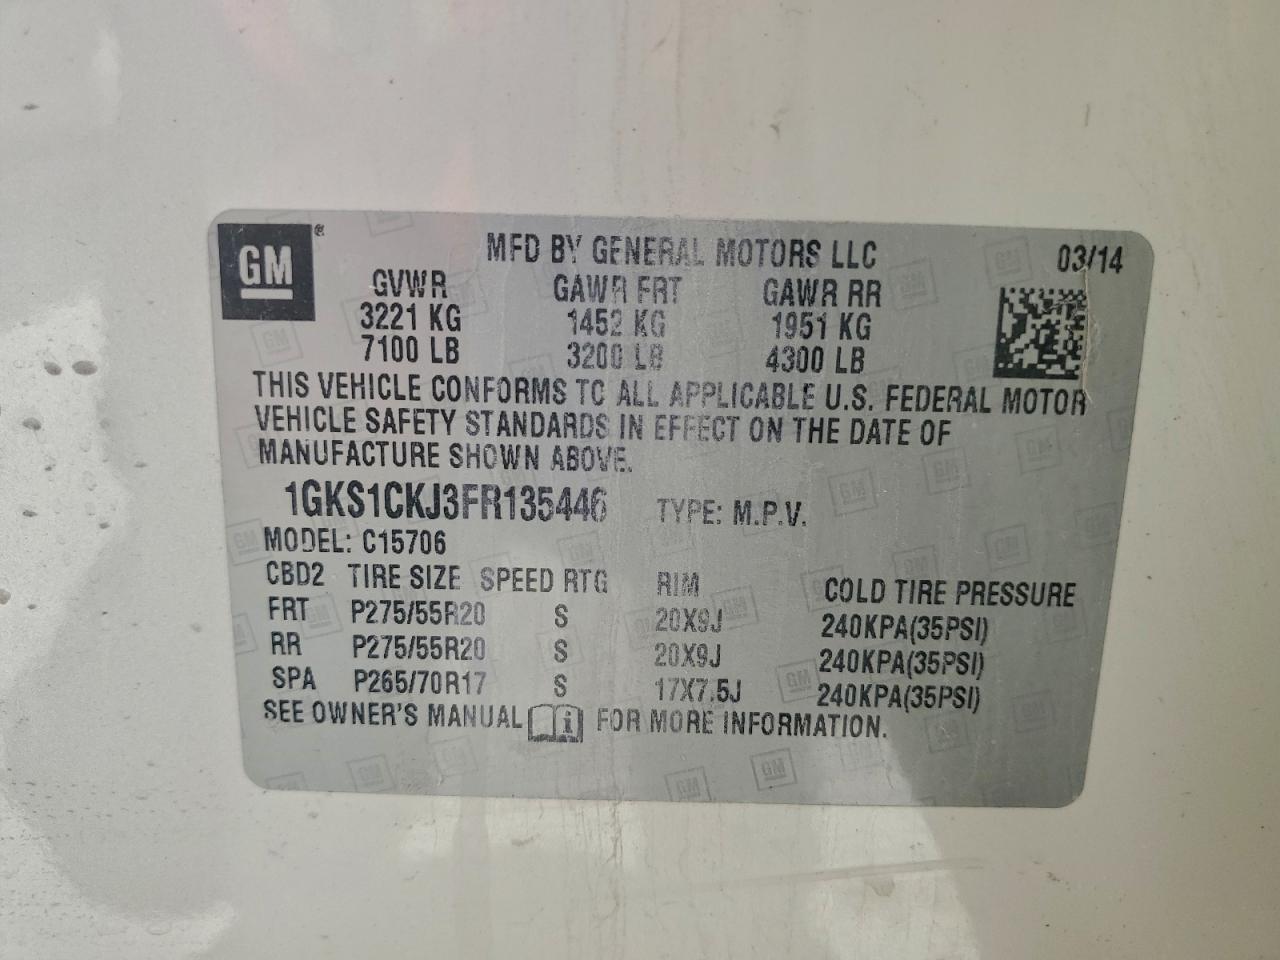 GM® MFD BY GENERAL MOTORS LLC 03/14
GVWR GAWR FRT GAWR RR
3221 KG 1452 KG 1951 KG
7100 LB 3200 LB 4300 LB
THIS VEHICLE CONFORMS TO ALL APPLICABLE U.S. FEDERAL MOTOR
VEHICLE SAFETY STANDARDS IN EFFECT ON THE DATE OF
MANUFACTURE SHOWN ABOVE.
1GKS1CKJ3FR135446 TYPE: M.P.V.
MODEL: C15706
CBD2 TIRE SIZE SPEED RTG RIM COLD TIRE PRESSURE
FRT P275/55R20 S 20X9J 240KPA(35PSI)
RR P275/55R20 S 20X9J 240KPA(35PSI)
SPA P265/70R17 S 17X7.5J 240KPA(35PSI)
SEE OWNER'S MANUAL i FOR MORE INFORMATION.